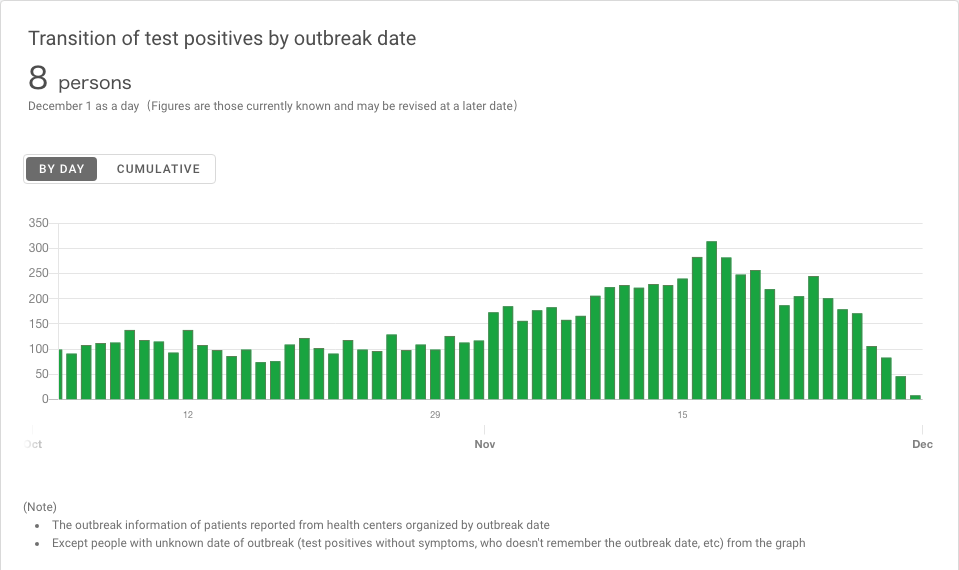 Transition of test positives by outbreak date
8 persons
December 1 as a day（Figures are those currently known and may be revised at a later date）
BY DAY CUMULATIVE
350
300
250
200
150
100
50
0
12 29 15
Oct Nov Dec
(Note)
• The outbreak information of patients reported from health centers organized by outbreak date
• Except people with unknown date of outbreak (test positives without symptoms, who doesn't remember the outbreak date, etc) from the graph